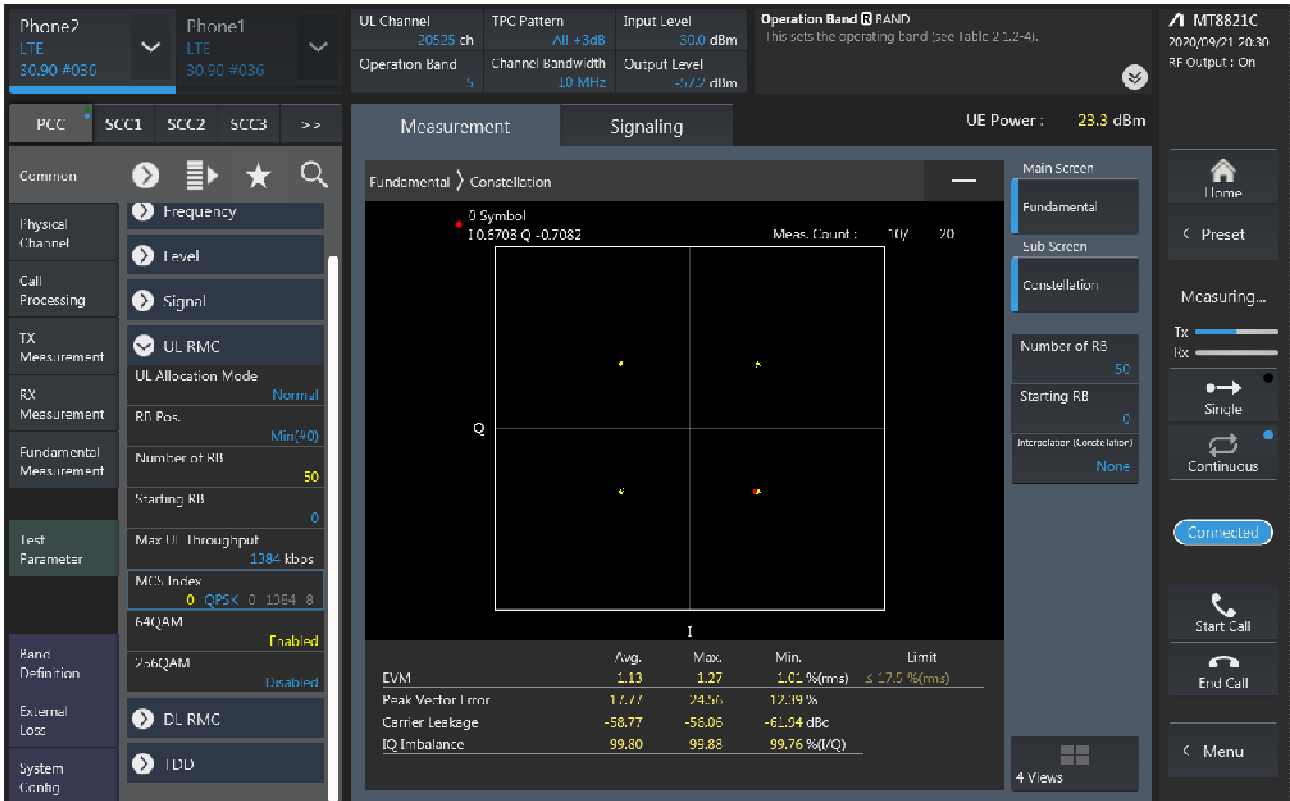 Phone2
LTE
30.90 #036
Phone1
LTE
30.90 #036
UL Channel
20525 ch
TPC Pattern
All +3dB
Input Level
30.0 dBm
Operation Band
5
Channel Bandwidth
10 MHz
Output Level
-57.2 dBm
Operation Band R BAND
This sets the operating band (see Table 2.1.2-4).
MT8821C
2020/09/21 20:30
RF Output : On
PCC SCC1 SCC2 SCC3 >>
Measurement
Signaling
UE Power : 23.3 dBm
Common
Physical
Channel
Call
Processing
TX
Measurement
RX
Measurement
Fundamental
Measurement
Test
Parameter
Band
Definition
External
Loss
System
Config
Frequency
Level
Signal
UL RMC
UL Allocation Mode
Normal
RB Pos.
Min(#0)
Number of RB
50
Starting RB
0
Max UL Throughput
1384 kbps
MCS Index
0 QPSK 0 1384 8
64QAM
Enabled
256QAM
Disabled
DL RMC
TDD
Fundamental > Constellation
0 Symbol
I 0.6703 Q -0.7082
Meas. Count : 10/ 20
Q
I
Avg. Max. Min. Limit
EVM 1.13 1.27 1.01 %(rms) ≤ 17.5 %(rms)
Peak Vector Error 17.77 24.56 12.39 %
Carrier Leakage -58.77 -56.06 -61.94 dBc
IQ Imbalance 99.80 99.88 99.76 %(I/Q)
Main Screen
Fundamental
Sub Screen
Constellation
Number of RB
50
Starting RB
0
Interpolation (Constellation)
None
4 Views
Home
< Preset
Measuring...
Tx
Rx
Single
Continuous
Connected
Start Call
End Call
< Menu